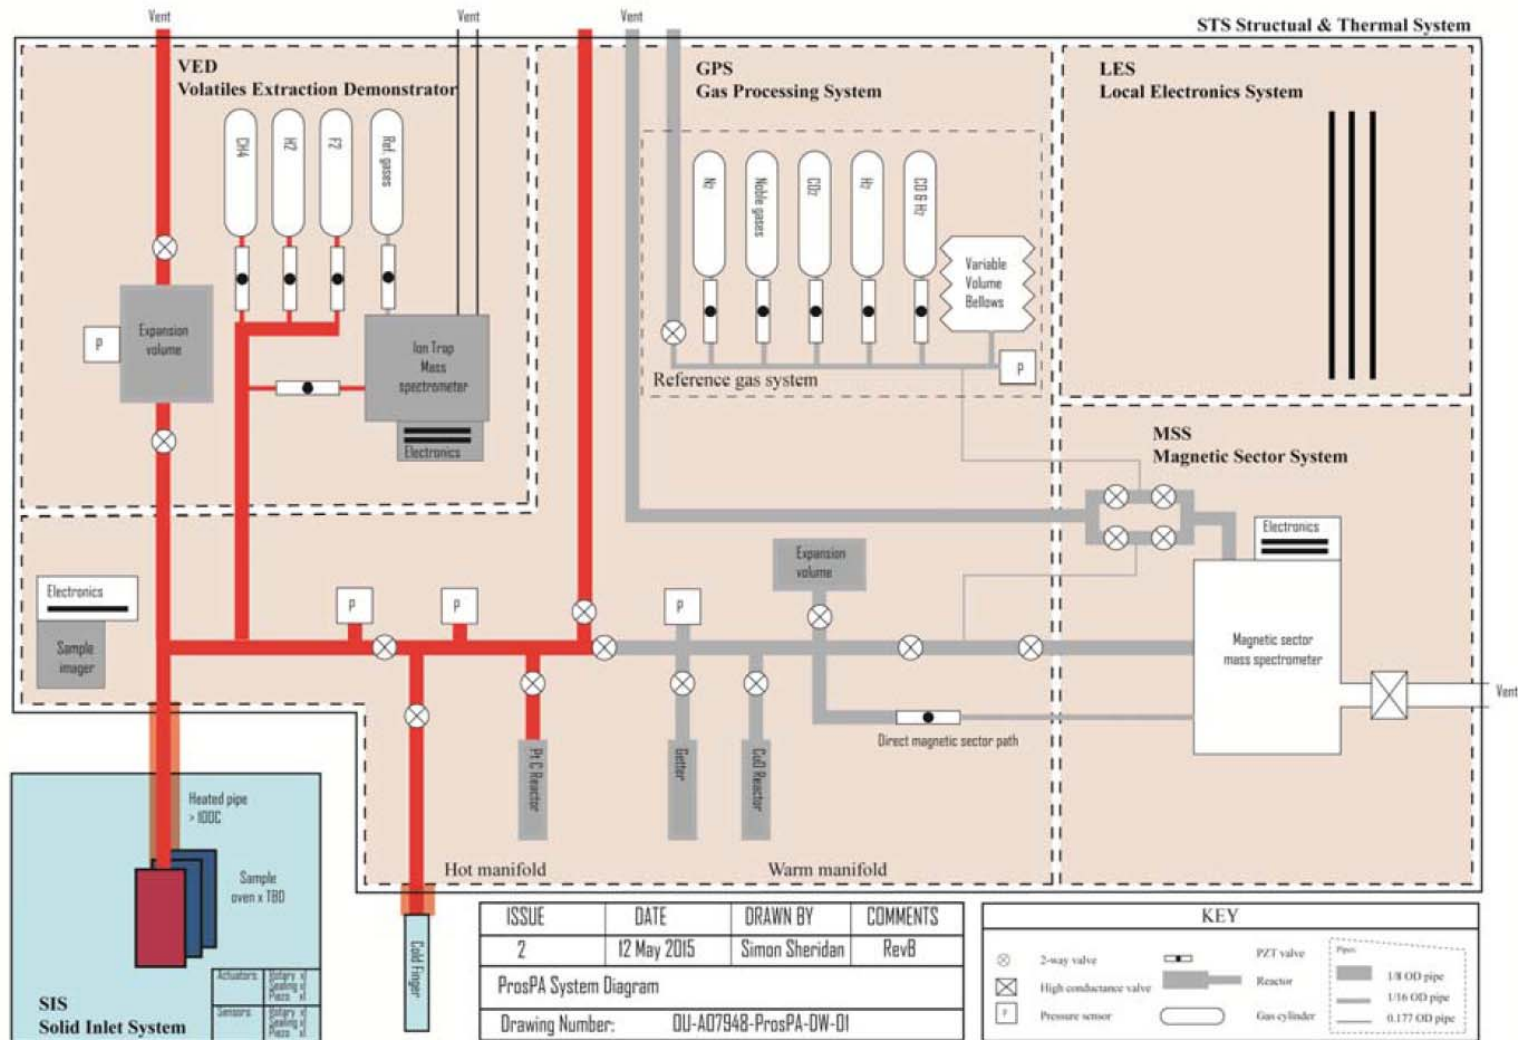 Vent
Vent
Vent
STS Structual & Thermal System
VED
Volatiles Extraction Demonstrator
CH4
H2
F2
Ref. gases
Expansion
volume
P
Ion Trap
Mass
spectrometer
Electronics
GPS
Gas Processing System
N2
Noble gases
CO2
H2
CO & H2
Variable
Volume
Bellows
P
Reference gas system
LES
Local Electronics System
MSS
Magnetic Sector System
Electronics
Magnetic sector
mass spectrometer
Vent
Electronics
Sample
imager
P
P
P
Expansion
volume
Direct magnetic sector path
Pt C Reactor
Getter
CuO Reactor
Hot manifold
Warm manifold
Heated pipe
> 100C
Sample
oven x TBD
Cold Finger
SIS
Solid Inlet System
Actuators:
Rotary x
Sealing x
Piezo x
Sensors:
Rotary x
Sealing x
Piezo x
ISSUE DATE DRAWN BY COMMENTS
2 12 May 2015 Simon Sheridan RevB
ProsPA System Diagram
Drawing Number: OU-A07948-ProsPA-DW-01
KEY
2-way valve
High conductance valve
P Pressure sensor
PZT valve
Reactor
Gas cylinder
Pipes:
1/8 OD pipe
1/16 OD pipe
0.177 OD pipe